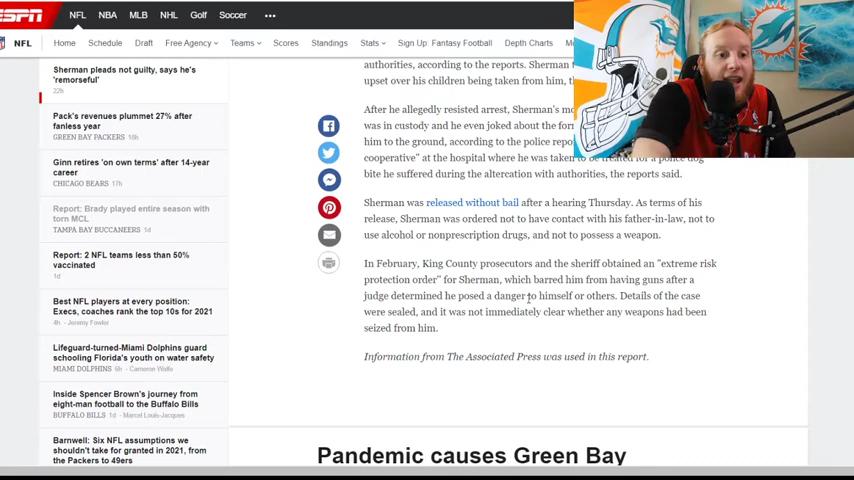 ESPN
NFL
NBA
MLB
NHL
Golf
Soccer
NFL
Home
Schedule
Draft
Free Agency
Teams
Scores
Standings
Stats
Sign Up
Fantasy Football
Depth Charts
Sherman pleads not guilty, says he's
'remorseful'
22h
Pack's revenues plummet 27% after
fanless year
GREEN BAY PACKERS 18h
Ginn retires 'on own terms' after 14-year
career
CHICAGO BEARS 17h
Report: Brady played entire season with
torn MCL
TAMPA BAY BUCCANEERS 1d
Report: 2 NFL teams less than 50%
vaccinated
1d
Best NFL players at every position:
Execs, coaches rank the top 10s for 2021
4h - Jeremy Fowler
Lifeguard-turned-Miami Dolphins guard
schooling Florida's youth on water safety
MIAMI DOLPHINS 6h - Cameron Wolfe
Inside Spencer Brown's journey from
eight-man football to the Buffalo Bills
BUFFALO BILLS 1d - Marcel Louis-Jacques
Barnwell: Six NFL assumptions we
shouldn't take for granted in 2021, from
the Packers to 49ers
authorities, according to the reports. Sherman
upset over his children being taken from him,
After he allegedly resisted arrest, Sherman's
was in custody and he even joked about the
him to the ground, according to the police
cooperative" at the hospital where he was taken to be treated for a police dog
bite he suffered during the altercation with authorities, the reports said.
Sherman was released without bail after a hearing Thursday. As terms of his
release, Sherman was ordered not to have contact with his father-in-law, not to
use alcohol or nonprescription drugs, and not to possess a weapon.
In February, King County prosecutors and the sheriff obtained an "extreme risk
protection order" for Sherman, which barred him from having guns after a
judge determined he posed a danger to himself or others. Details of the case
were sealed, and it was not immediately clear whether any weapons had been
seized from him.
Information from The Associated Press was used in this report.
Pandemic causes Green Bay